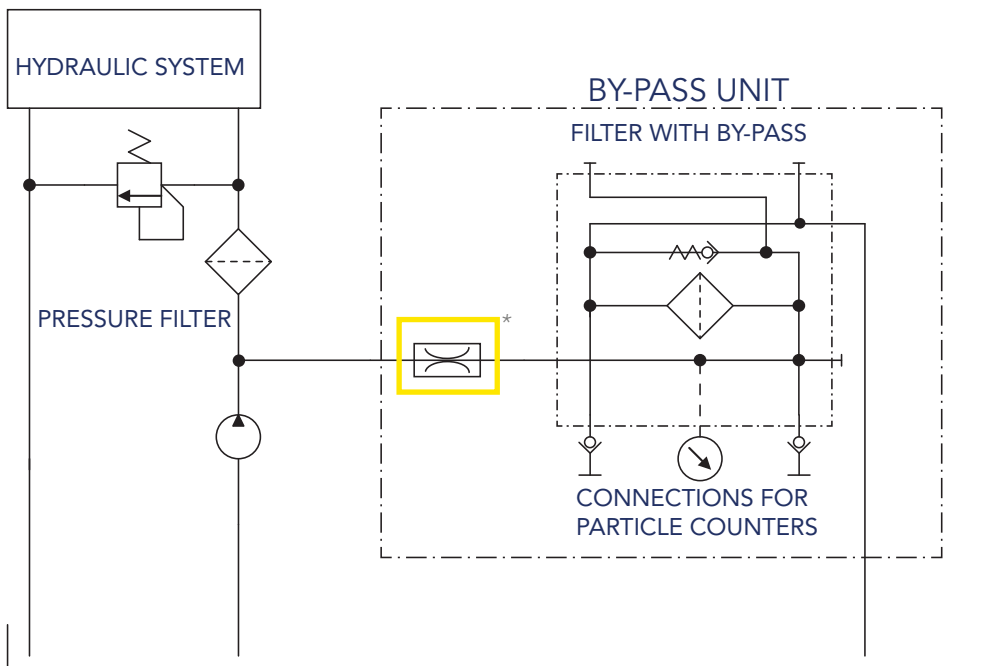 HYDRAULIC SYSTEM
BY-PASS UNIT
FILTER WITH BY-PASS
PRESSURE FILTER
*
CONNECTIONS FOR
PARTICLE COUNTERS